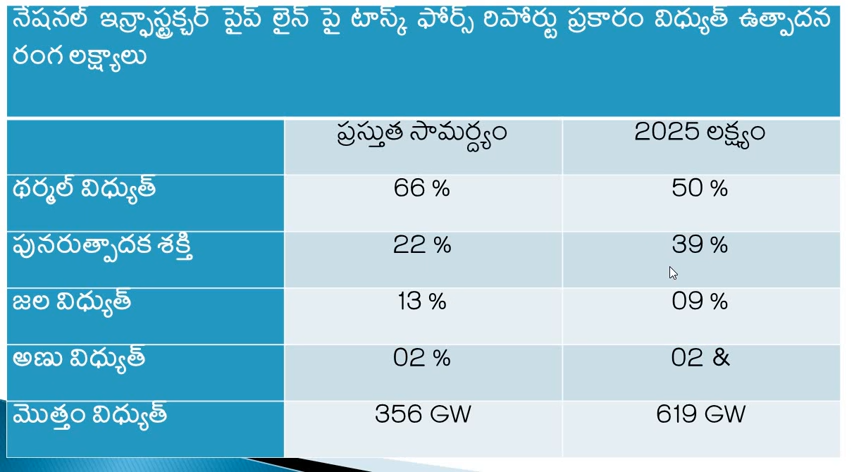 నేషనల్ ఇన్ఫ్రాస్ట్రక్చర్ పైప్ లైన్ పై టాస్క్ ఫోర్స్ రిపోర్టు ప్రకారం విధ్యుత్ ఉత్పాదన
రంగ లక్ష్యాలు
ప్రస్తుత సామర్ద్యం 2025 లక్ష్యం
థర్మల్ విధ్యుత్ 66 % 50 %
పునరుత్పాదక శక్తి 22 % 39 %
జల విధ్యుత్ 13 % 09 %
అణు విధ్యుత్ 02 % 02 &
మొత్తం విధ్యుత్ 356 GW 619 GW